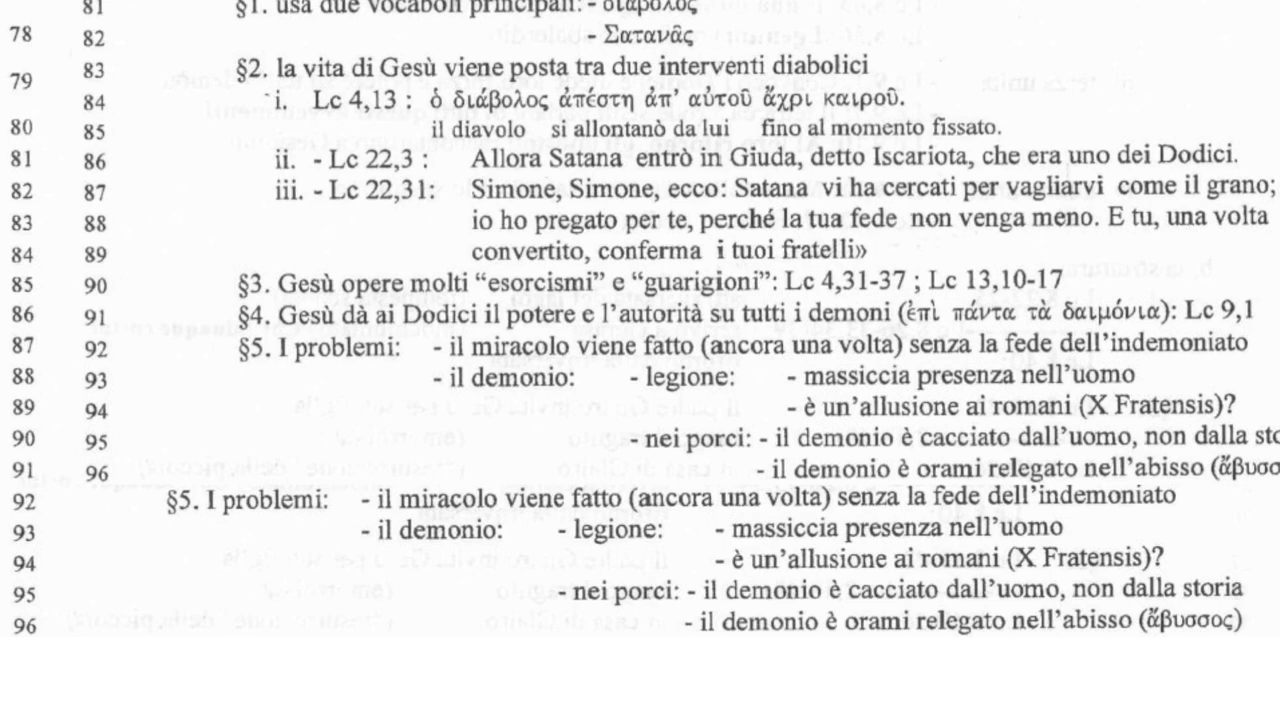 81 §1. usa due vocaboli principali: - διάβολος
78 82 - Σατανᾶς
83 §2. la vita di Gesù viene posta tra due interventi diabolici
79 84 i. Lc 4,13 : ὁ διάβολος ἀπέστη ἀπ' αὐτοῦ ἄχρι καιροῦ.
80 85 il diavolo si allontanò da lui fino al momento fissato.
81 86 ii. - Lc 22,3 : Allora Satana entrò in Giuda, detto Iscariota, che era uno dei Dodici.
82 87 iii. - Lc 22,31: Simone, Simone, ecco: Satana vi ha cercati per vagliarvi come il grano;
83 88 io ho pregato per te, perché la tua fede non venga meno. E tu, una volta
84 89 convertito, conferma i tuoi fratelli»
85 90 §3. Gesù opere molti “esorcismi” e “guarigioni”: Lc 4,31-37 ; Lc 13,10-17
86 91 §4. Gesù dà ai Dodici il potere e l'autorità su tutti i demoni (ἐπὶ πάντα τὰ δαιμόνια): Lc 9,1
87 92 §5. I problemi: - il miracolo viene fatto (ancora una volta) senza la fede dell'indemoniato
88 93 - il demonio: - legione: - massiccia presenza nell'uomo
89 94 - è un'allusione ai romani (X Fratensis)?
90 95 - nei porci: - il demonio è cacciato dall'uomo, non dalla sto
91 96 - il demonio è orami relegato nell'abisso (ἄβυσσ
92 §5. I problemi: - il miracolo viene fatto (ancora una volta) senza la fede dell'indemoniato
93 - il demonio: - legione: - massiccia presenza nell'uomo
94 - è un'allusione ai romani (X Fratensis)?
95 - nei porci: - il demonio è cacciato dall'uomo, non dalla storia
96 - il demonio è orami relegato nell'abisso (ἄβυσσος)